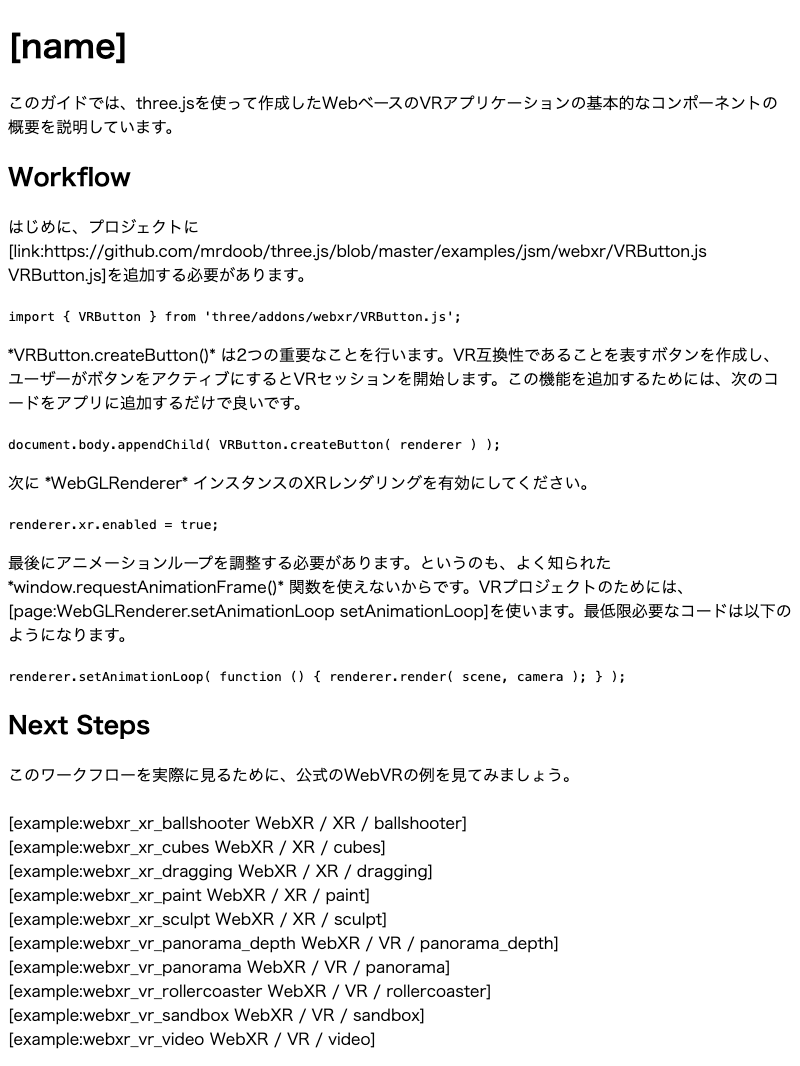 [name]
このガイドでは、three.jsを使って作成したWebベースのVRアプリケーションの基本的なコンポーネントの
概要を説明しています。
Workflow
はじめに、プロジェクトに
[link:https://github.com/mrdoob/three.js/blob/master/examples/jsm/webxr/VRButton.js
VRButton.js]を追加する必要があります。
import { VRButton } from 'three/addons/webxr/VRButton.js';
*VRButton.createButton()* は2つの重要なことを行います。VR互換性であることを表すボタンを作成し、
ユーザーがボタンをアクティブにするとVRセッションを開始します。この機能を追加するためには、次のコ
ードをアプリに追加するだけで良いです。
document.body.appendChild( VRButton.createButton( renderer ) );
次に *WebGLRenderer* インスタンスのXRレンダリングを有効にしてください。
renderer.xr.enabled = true;
最後にアニメーションループを調整する必要があります。というのも、よく知られた
*window.requestAnimationFrame()* 関数を使えないからです。VRプロジェクトのためには、
[page:WebGLRenderer.setAnimationLoop setAnimationLoop]を使います。最低限必要なコードは以下の
ようになります。
renderer.setAnimationLoop( function () { renderer.render( scene, camera ); } );
Next Steps
このワークフローを実際に見るために、公式のWebVRの例を見てみましょう。
[example:webxr_xr_ballshooter WebXR / XR / ballshooter]
[example:webxr_xr_cubes WebXR / XR / cubes]
[example:webxr_xr_dragging WebXR / XR / dragging]
[example:webxr_xr_paint WebXR / XR / paint]
[example:webxr_xr_sculpt WebXR / XR / sculpt]
[example:webxr_vr_panorama_depth WebXR / VR / panorama_depth]
[example:webxr_vr_panorama WebXR / VR / panorama]
[example:webxr_vr_rollercoaster WebXR / VR / rollercoaster]
[example:webxr_vr_sandbox WebXR / VR / sandbox]
[example:webxr_vr_video WebXR / VR / video]